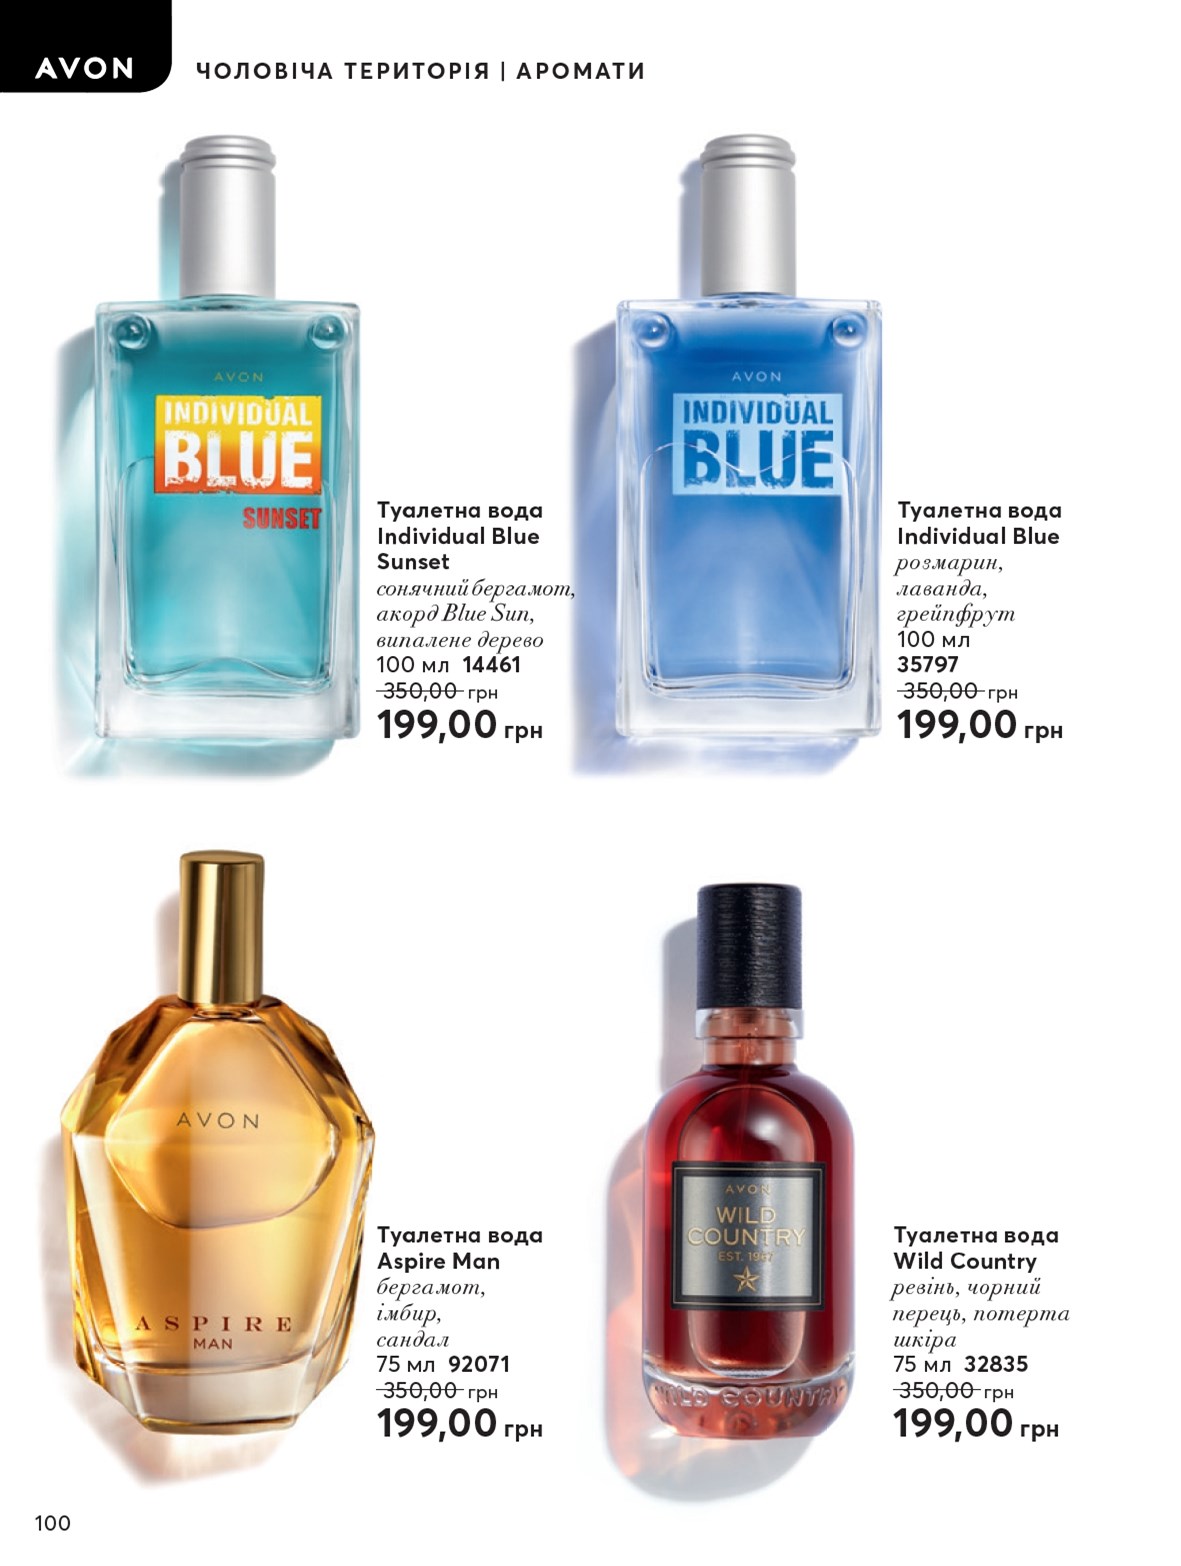 AVON
ЧОЛОВІЧА ТЕРИТОРІЯ | АРОМАТИ
AVON
INDIVIDUAL
BLUE
SUNSET
Туалетна вода
Individual Blue
Sunset
сонячний бергамот,
акорд Blue Sun,
випалене дерево
100 мл 14461
350,00 грн
199,00 грн
AVON
INDIVIDUAL
BLUE
Туалетна вода
Individual Blue
розмарин,
лаванда,
грейпфрут
100 мл
35797
350,00 грн
199,00 грн
AVON
ASPIRE
MAN
Туалетна вода
Aspire Man
бергамот,
імбир,
сандал
75 мл 92071
350,00 грн
199,00 грн
AVON
WILD
COUNTRY
EST. 1967
WILD COUNTRY
Туалетна вода
Wild Country
ревінь, чорний
перець, потерта
шкіра
75 мл 32835
350,00 грн
199,00 грн
100